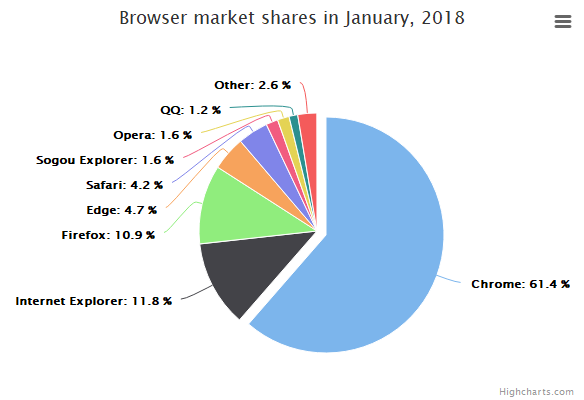 Browser market shares in January, 2018
Other: 2.6 %
QQ: 1.2 %
Opera: 1.6 %
Sogou Explorer: 1.6 %
Safari: 4.2 %
Edge: 4.7 %
Firefox: 10.9 %
Internet Explorer: 11.8 %
Chrome: 61.4 %
Highcharts.com